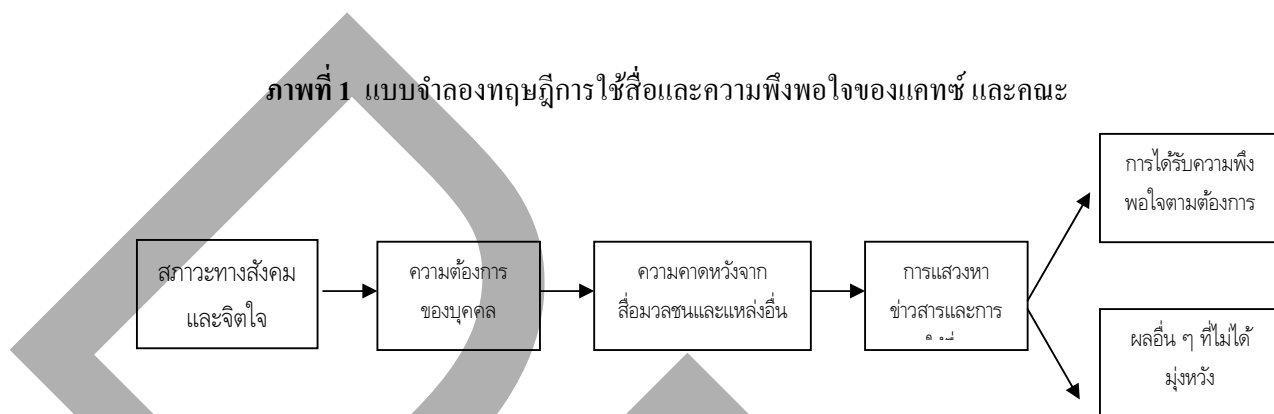 ภาพที่ 1 แบบจำลองทฤษฎีการใช้สื่อและความพึงพอใจของแคทซ์ และคณะ
สภาวะทางสังคม
และจิตใจ
ความต้องการ
ของบุคคล
ความคาดหวังจาก
สื่อมวลชนและแหล่งอื่น
การแสวงหา
ข่าวสารและการ
การได้รับความพึง
พอใจตามต้องการ
ผลอื่น ๆ ที่ไม่ได้
มุ่งหวัง